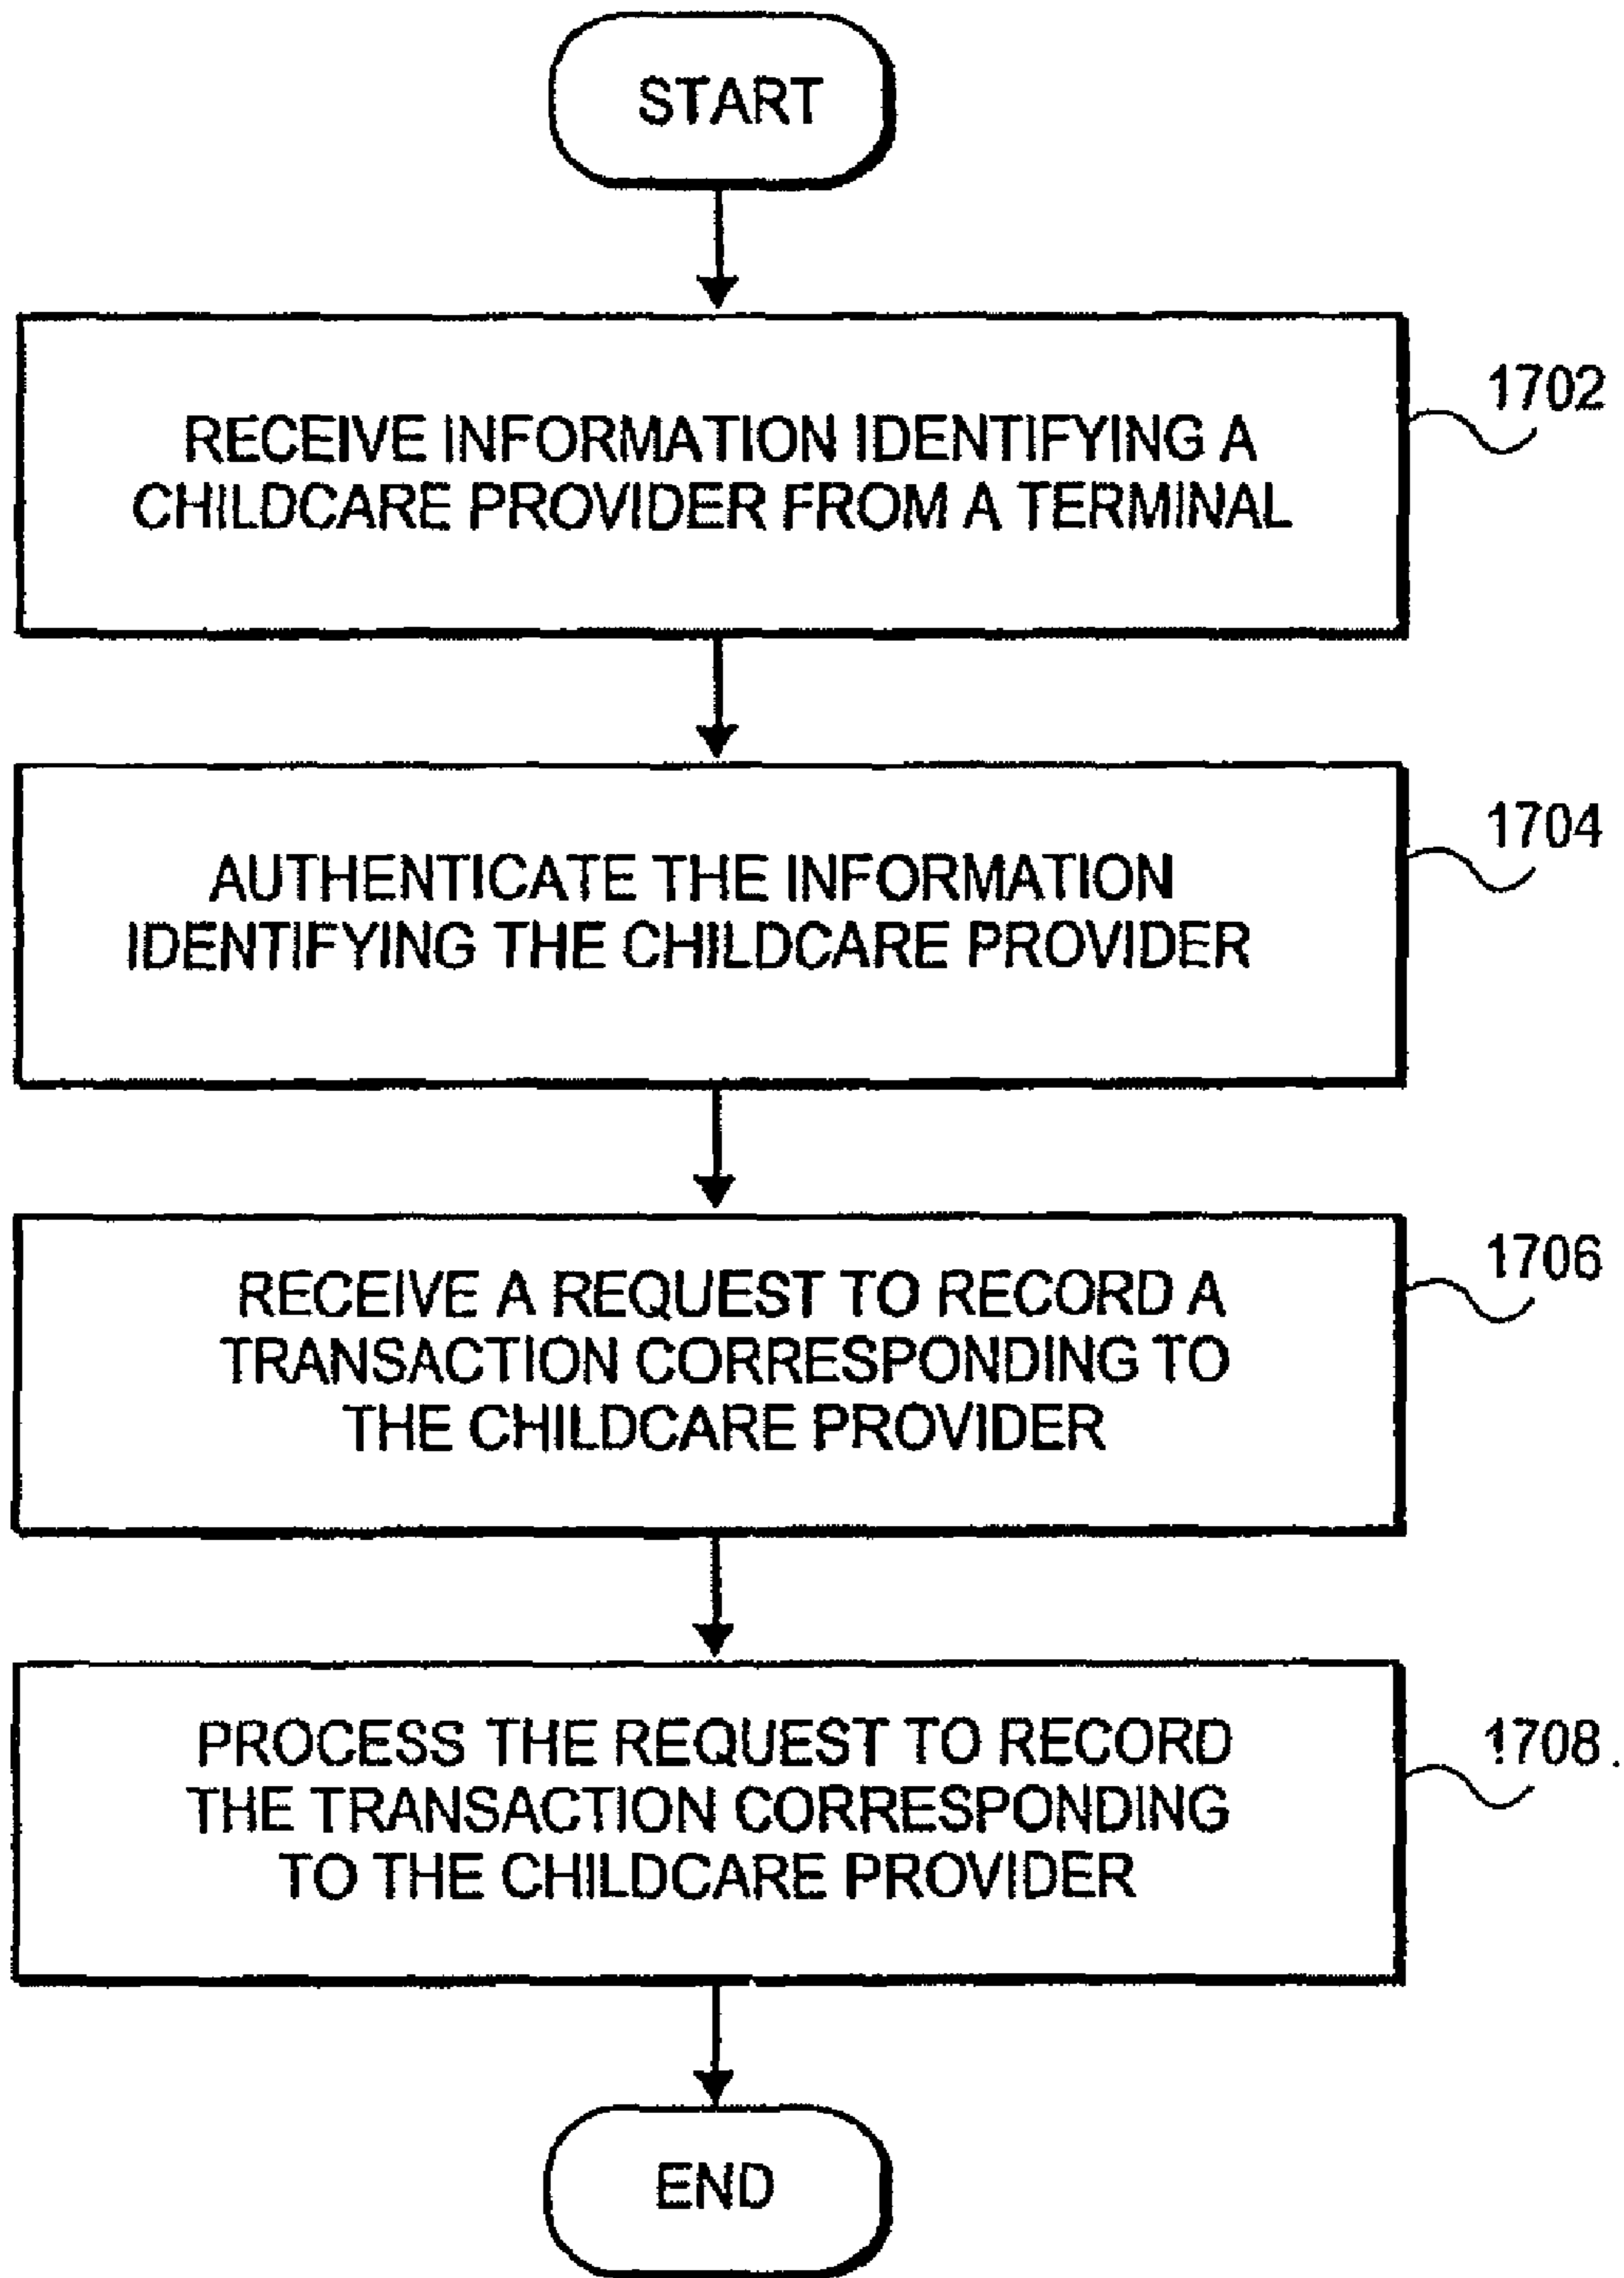 START
RECEIVE INFORMATION IDENTIFYING A
CHILDCARE PROVIDER FROM A TERMINAL
1702
AUTHENTICATE THE INFORMATION
IDENTIFYING THE CHILDCARE PROVIDER
1704
RECEIVE A REQUEST TO RECORD A
TRANSACTION CORRESPONDING TO
THE CHILDCARE PROVIDER
1706
PROCESS THE REQUEST TO RECORD
THE TRANSACTION CORRESPONDING
TO THE CHILDCARE PROVIDER
1708.
END